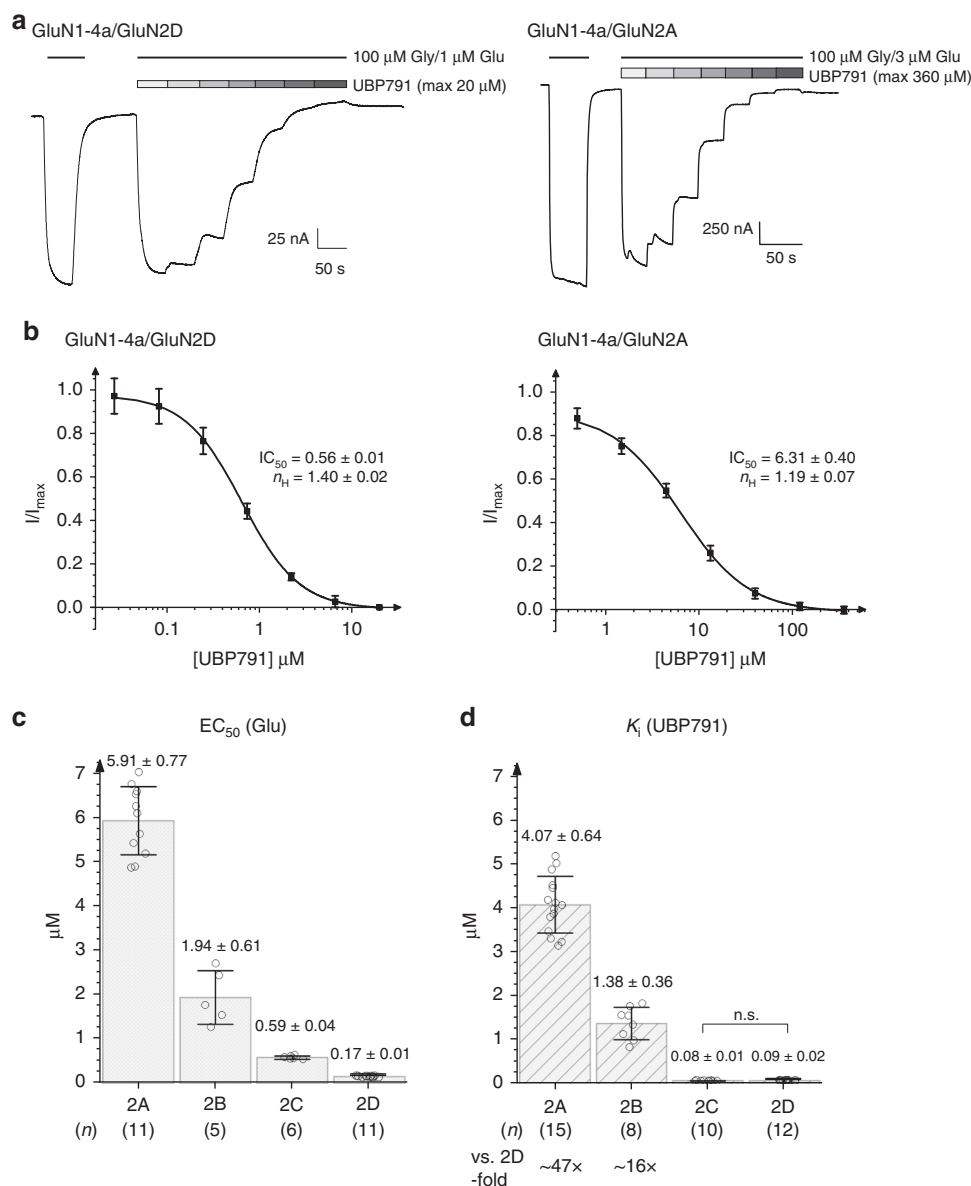 a
GluN1-4a/GluN2D
100 μM Gly/1 μM Glu
UBP791 (max 20 μM)
25 nA
50 s
GluN1-4a/GluN2A
100 μM Gly/3 μM Glu
UBP791 (max 360 μM)
250 nA
50 s
b
GluN1-4a/GluN2D
1.0
0.8
0.6
0.4
0.2
0.0
I/Imax
IC50 = 0.56 ± 0.01
nH = 1.40 ± 0.02
0.1 1 10
[UBP791] μM
GluN1-4a/GluN2A
1.0
0.8
0.6
0.4
0.2
0.0
I/Imax
IC50 = 6.31 ± 0.40
nH = 1.19 ± 0.07
1 10 100
[UBP791] μM
c
EC50 (Glu)
7
6
5
4
3
2
1
0
μM
5.91 ± 0.77
1.94 ± 0.61
0.59 ± 0.04
0.17 ± 0.01
2A 2B 2C 2D
(n) (11) (5) (6) (11)
d
Ki (UBP791)
7
6
5
4
3
2
1
0
μM
4.07 ± 0.64
1.38 ± 0.36
n.s.
0.08 ± 0.01 0.09 ± 0.02
2A 2B 2C 2D
(n) (15) (8) (10) (12)
vs. 2D
-fold
~47× ~16×